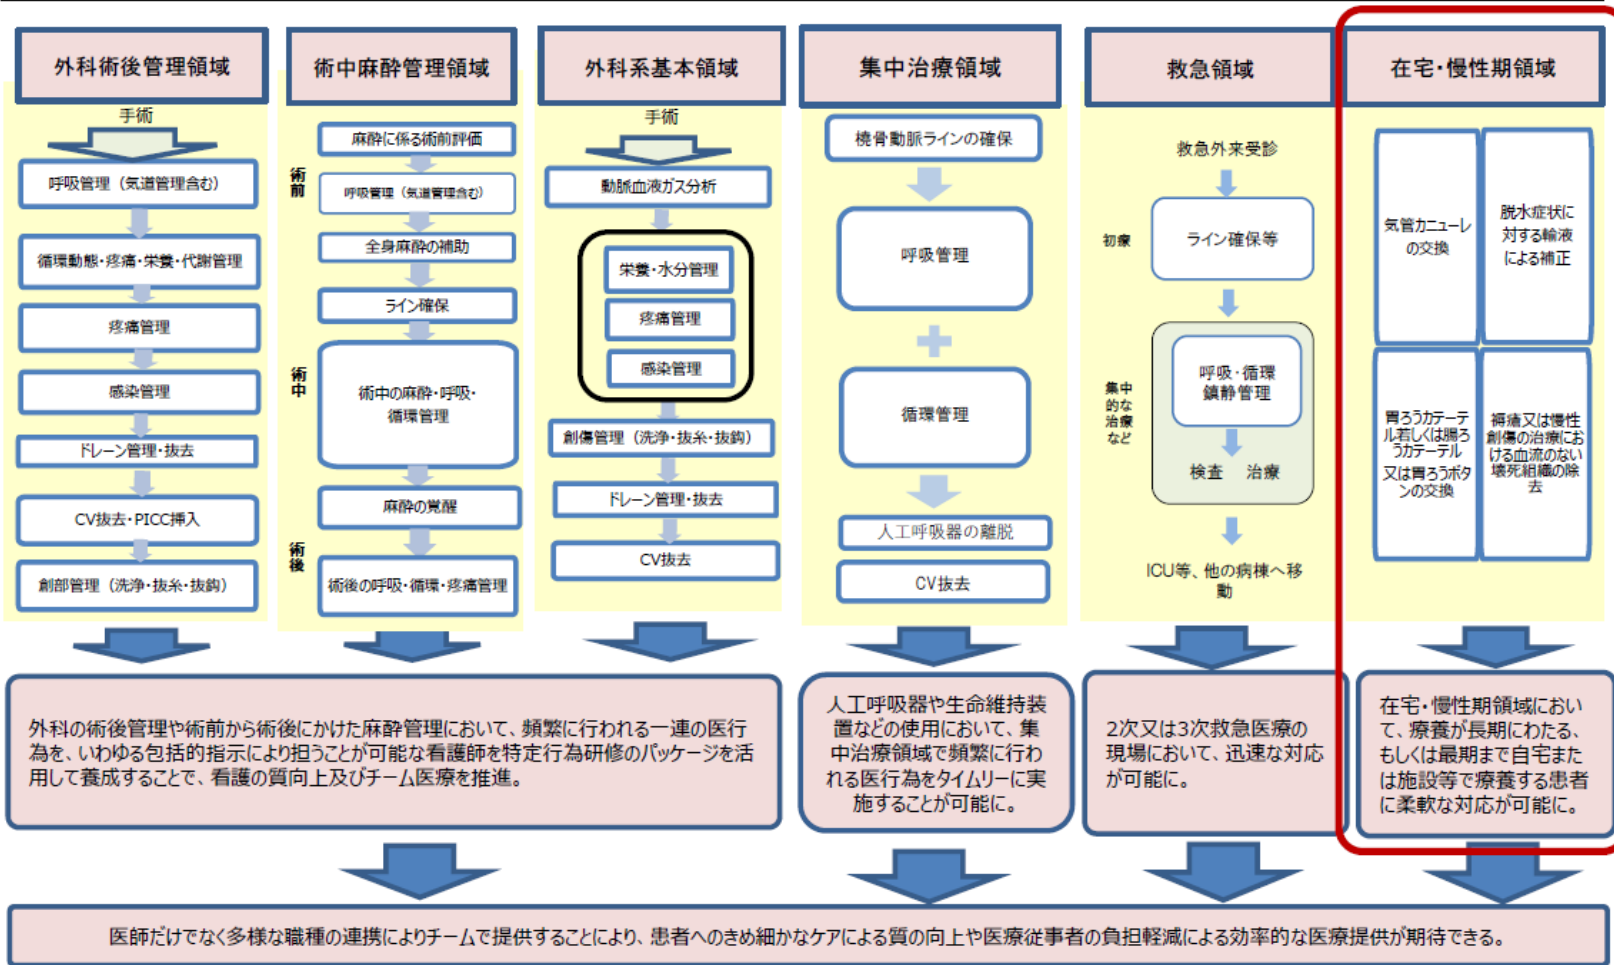 外科術後管理領域
手術
呼吸管理（気道管理含む）
循環動態・疼痛・栄養・代謝管理
疼痛管理
感染管理
ドレーン管理・抜去
CV抜去・PICC挿入
創部管理（洗浄・抜糸・抜鈎）
術中麻酔管理領域
術前
麻酔に係る術前評価
呼吸管理（気道管理含む）
全身麻酔の補助
ライン確保
術中
術中の麻酔・呼吸・
循環管理
麻酔の覚醒
術後
術後の呼吸・循環・疼痛管理
外科系基本領域
手術
動脈血液ガス分析
栄養・水分管理
疼痛管理
感染管理
創傷管理（洗浄・抜糸・抜鈎）
ドレーン管理・抜去
CV抜去
集中治療領域
橈骨動脈ラインの確保
呼吸管理
循環管理
人工呼吸器の離脱
CV抜去
救急領域
救急外来受診
初療
ライン確保等
集中
的な
治療
など
呼吸・循環
鎮静管理
検査　治療
ICU等、他の病棟へ移
動
在宅・慢性期領域
気管カニューレ
の交換
脱水症状に
対する輸液
による補正
胃ろうカテーテ
ル若しくは腸ろ
うカテーテル
又は胃ろうボタ
ンの交換
褥瘡又は慢性
創傷の治療にお
ける血流のない
壊死組織の除
去
外科の術後管理や術前から術後にかけた麻酔管理において、頻繁に行われる一連の医行
為を、いわゆる包括的指示により担うことが可能な看護師を特定行為研修のパッケージを活
用して養成することで、看護の質向上及びチーム医療を推進。
人工呼吸器や生命維持装
置などの使用において、集
中治療領域で頻繁に行わ
れる医行為をタイムリーに実
施することが可能に。
2次又は3次救急医療の
現場において、迅速な対応
が可能に。
在宅・慢性期領域におい
て、療養が長期にわたる、
もしくは最期まで自宅また
は施設等で療養する患者
に柔軟な対応が可能に。
医師だけでなく多様な職種の連携によりチームで提供することにより、患者へのきめ細かなケアによる質の向上や医療従事者の負担軽減による効率的な医療提供が期待できる。